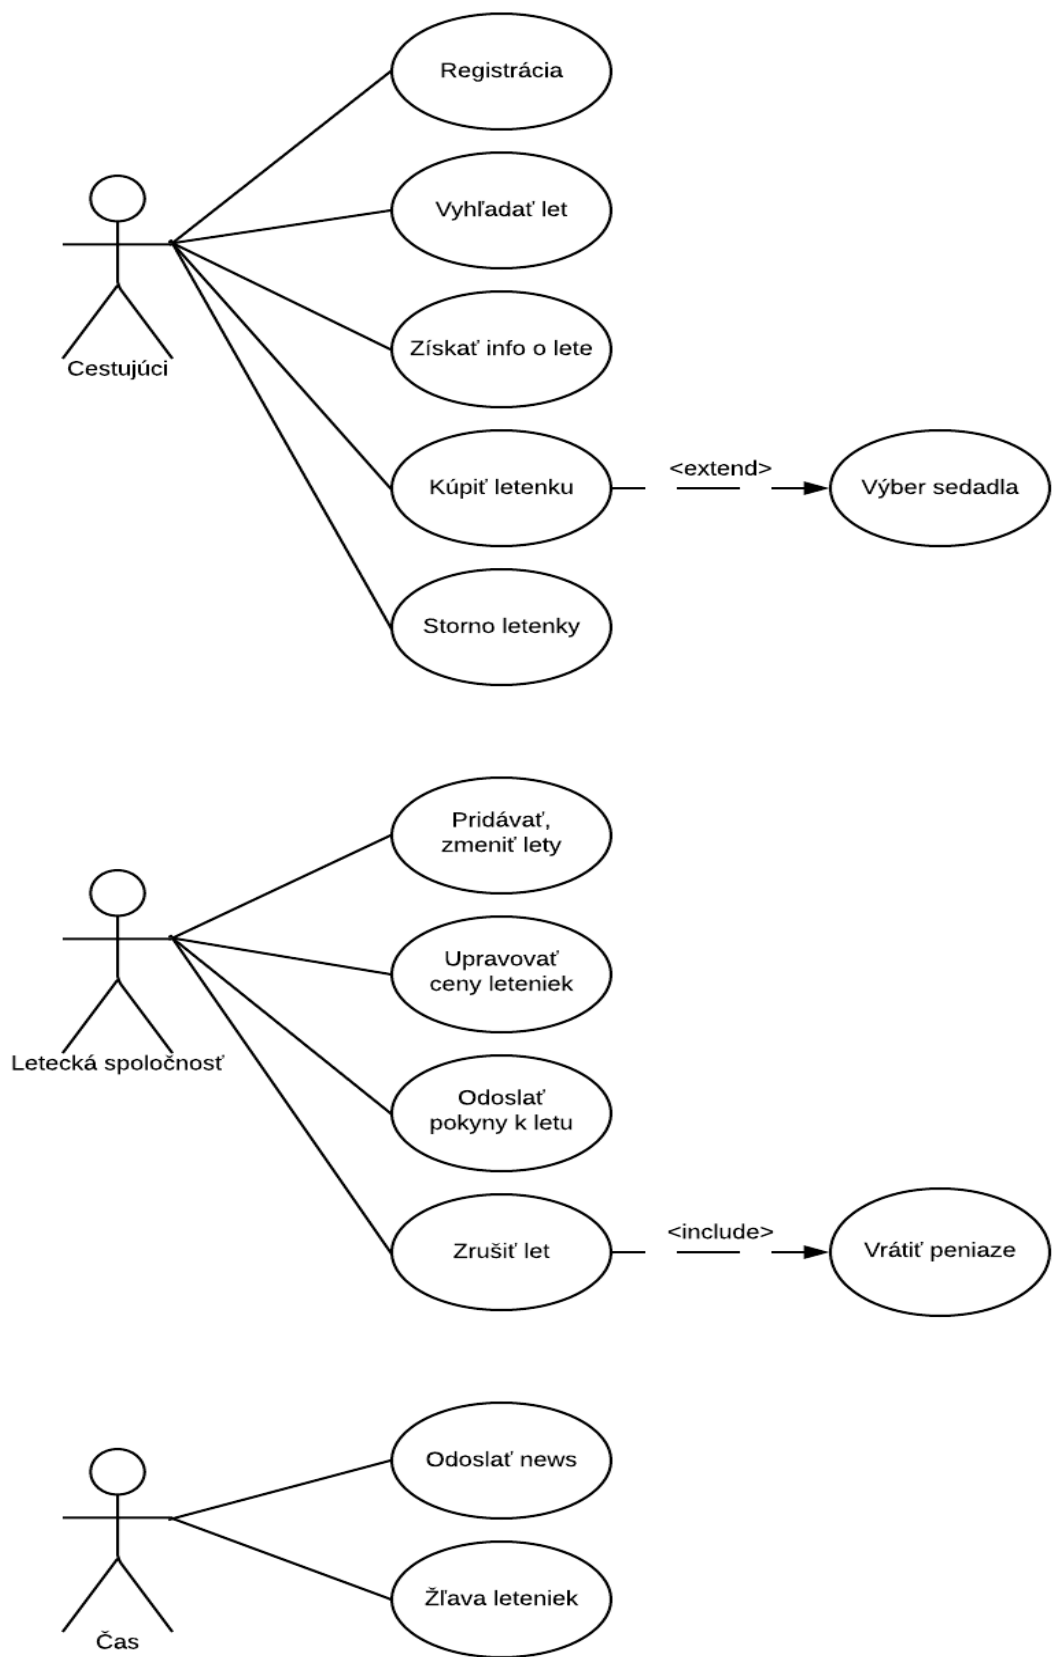 Registrácia
Vyhľadať let
Získať info o lete
Cestujúci
<extend>
Kúpiť letenku
Výber sedadla
Storno letenky
Pridávať,
zmeniť lety
Upravovať
ceny leteniek
Letecká spoločnosť
Odoslať
pokyny k letu
<include>
Zrušiť let
Vrátiť peniaze
Odoslať news
Žľava leteniek
Čas